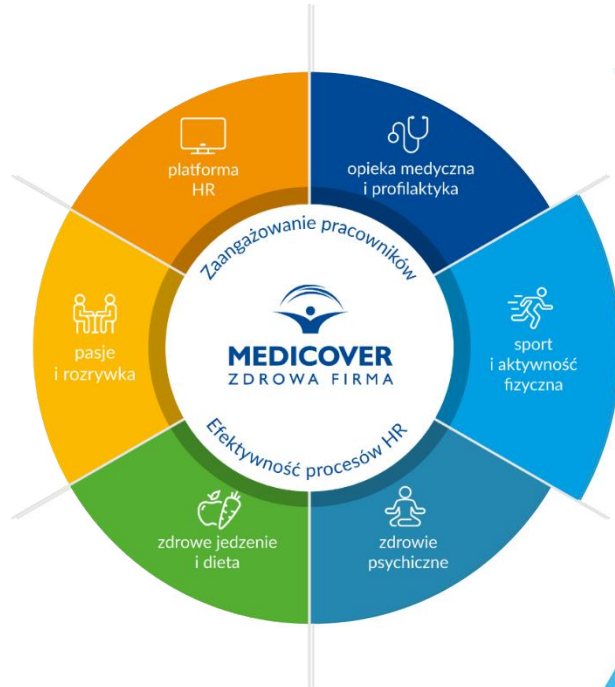 platforma
HR
opieka medyczna
i profilaktyka
Zaangażowanie pracowników
pasje
i rozrywka
MEDICOVER
ZDROWA FIRMA
sport
i aktywność
fizyczna
Efektywność procesów HR
zdrowe jedzenie
i dieta
zdrowie
psychiczne